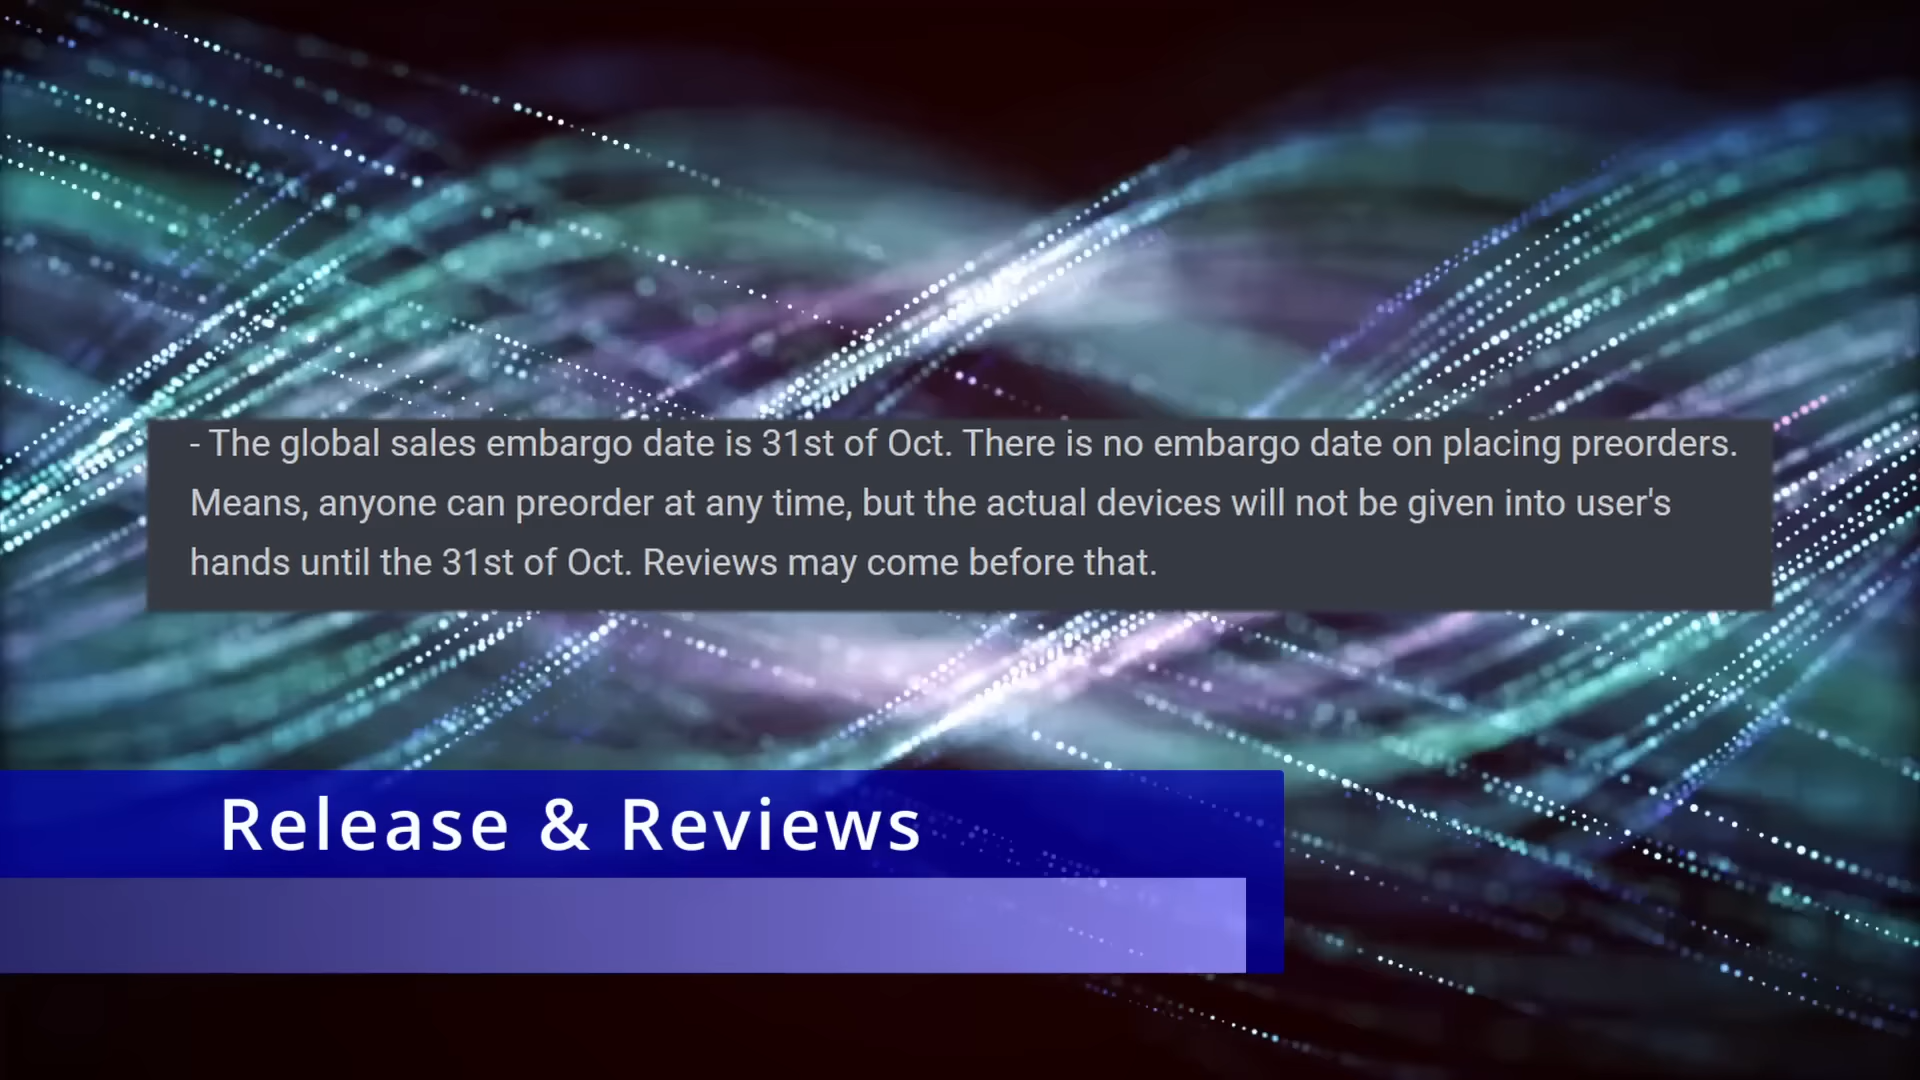 - The global sales embargo date is 31st of Oct. There is no embargo date on placing preorders.
Means, anyone can preorder at any time, but the actual devices will not be given into user's
hands until the 31st of Oct. Reviews may come before that.
Release & Reviews